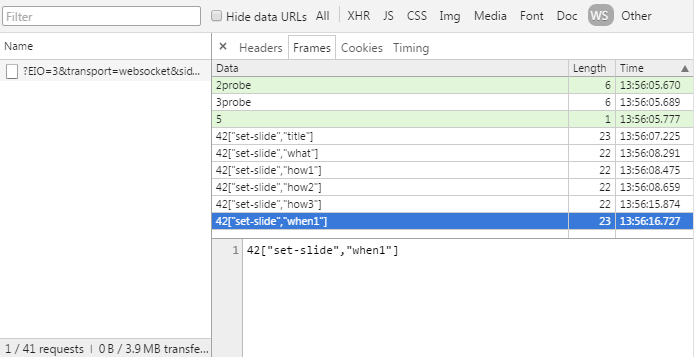 Filter Hide data URLs All XHR JS CSS Img Media Font Doc WS Other
Name × Headers Frames Cookies Timing
?EIO=3&transport=websocket&sid... Data Length Time
2probe 6 13:56:05.670
3probe 6 13:56:05.689
5 1 13:56:05.777
42["set-slide","title"] 23 13:56:07.225
42["set-slide","what"] 22 13:56:08.291
42["set-slide","how1"] 22 13:56:08.475
42["set-slide","how2"] 22 13:56:08.659
42["set-slide","how3"] 22 13:56:15.874
42["set-slide","when1"] 23 13:56:16.727
1 42["set-slide","when1"]
1 / 41 requests | 0 B / 3.9 MB transfe...